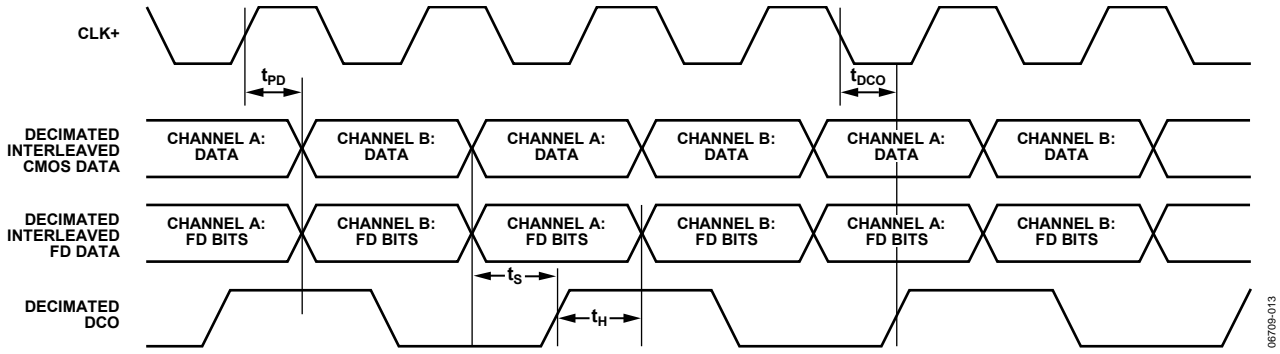 CLK+
tPD
tDCO
DECIMATED
INTERLEAVED
CMOS DATA
CHANNEL A:
DATA
CHANNEL B:
DATA
CHANNEL A:
DATA
CHANNEL B:
DATA
CHANNEL A:
DATA
CHANNEL B:
DATA
DECIMATED
INTERLEAVED
FD DATA
CHANNEL A:
FD BITS
CHANNEL B:
FD BITS
CHANNEL A:
FD BITS
CHANNEL B:
FD BITS
CHANNEL A:
FD BITS
CHANNEL B:
FD BITS
tS
DECIMATED
DCO
tH
06709-013